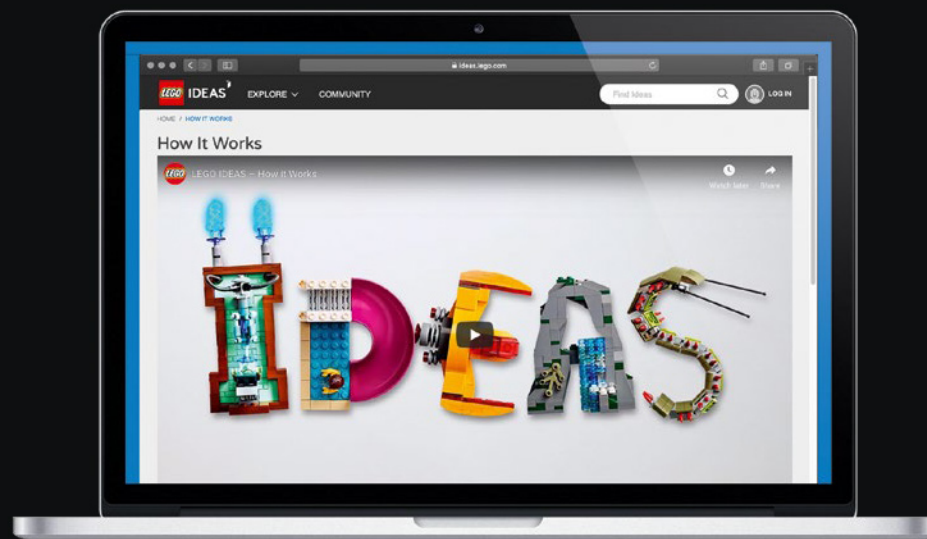 ideas.lego.com
LEGO IDEAS EXPLORE COMMUNITY Find Ideas LOG IN
HOME / HOW IT WORKS
How It Works
LEGO LEGO IDEAS – How It Works
Watch later Share
IDEAS